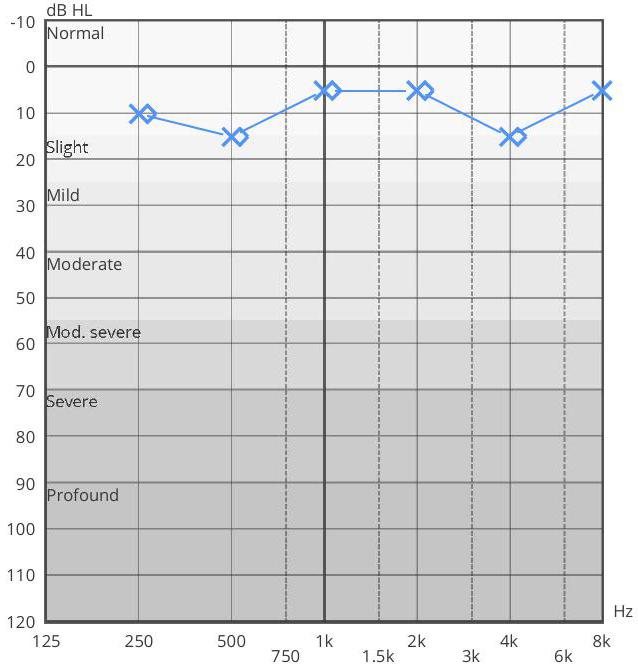 dB HL
-10
Normal
0
10
Slight
20
Mild
30
40
Moderate
50
Mod. severe
60
70
Severe
80
90
Profound
100
110
120
Hz
125 250 500 1k 2k 4k 8k
750 1.5k 3k 6k